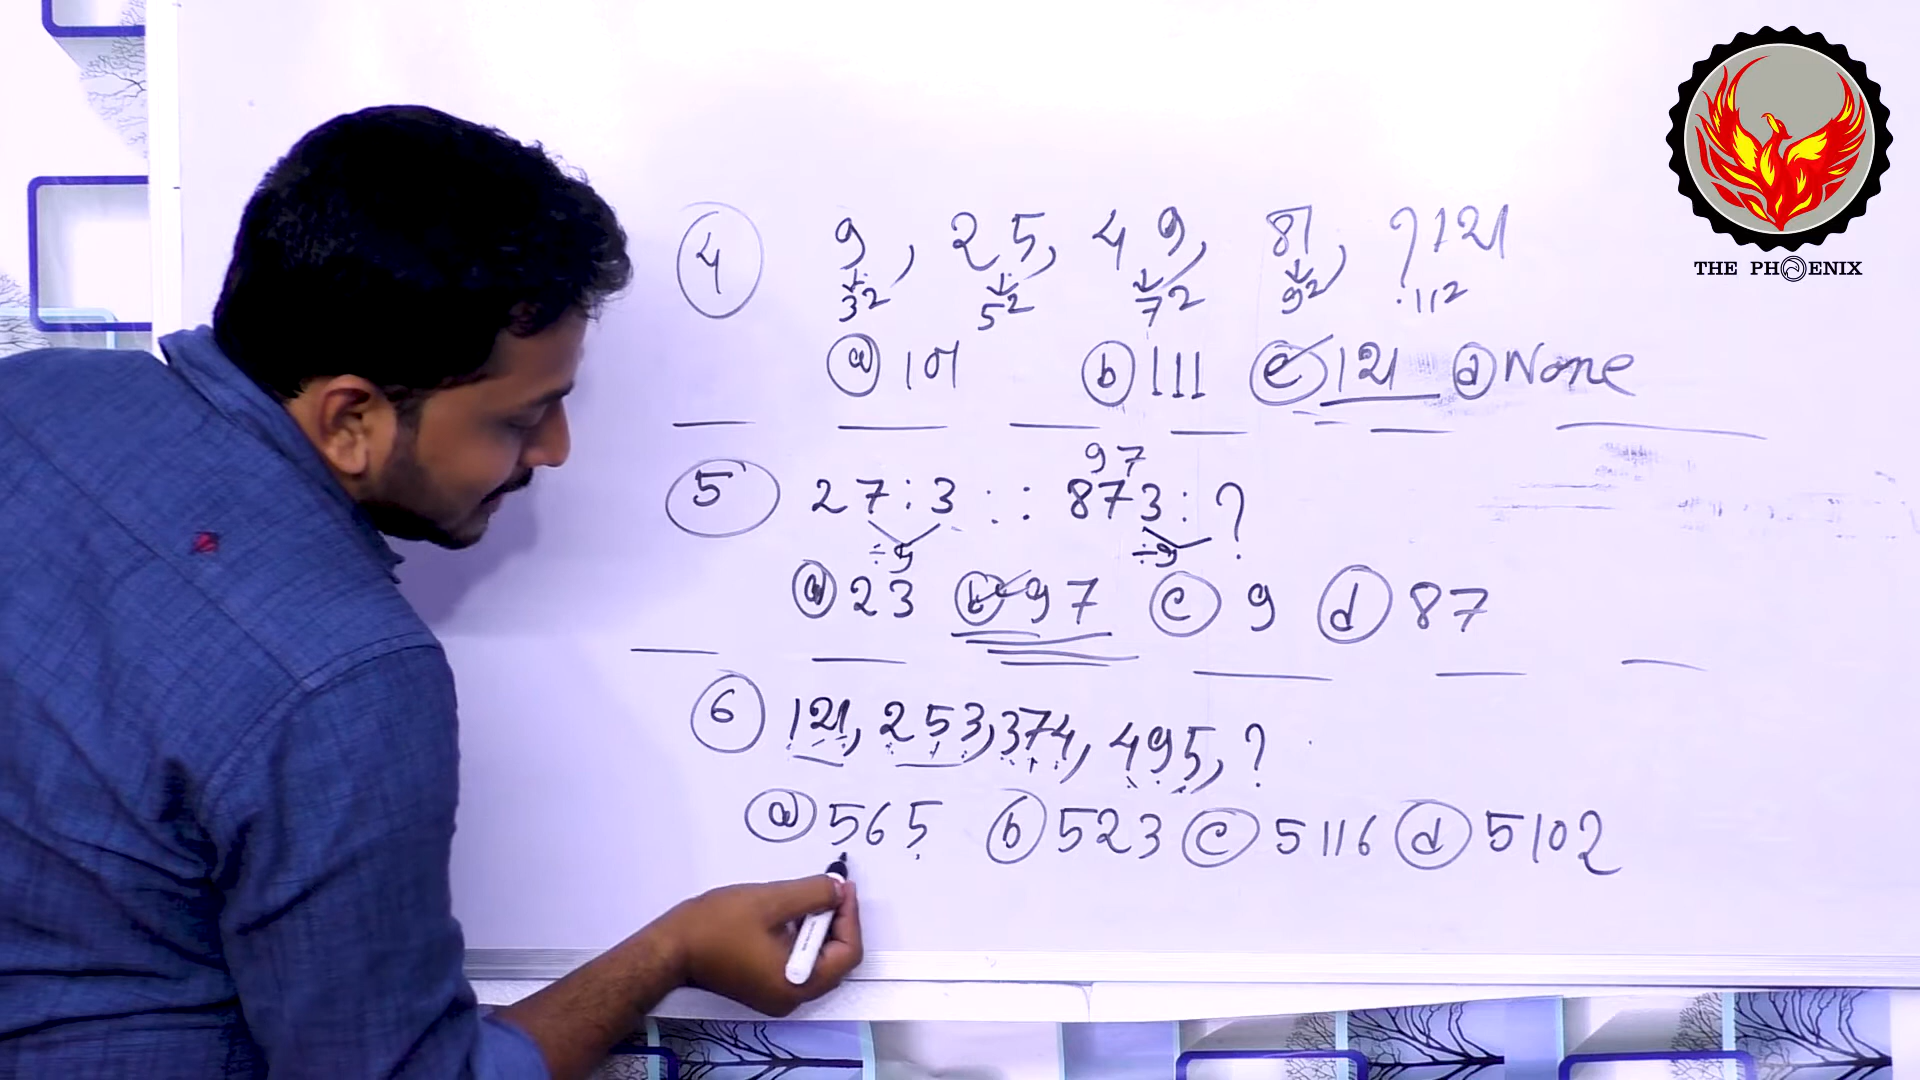 THE PHOENIX
4 9, 25, 49, 81, ? 121
3² 5² 7² 9² 11²
a 101 b 111 c 121 d None
97
5 27 : 3 :: 873 : ?
÷9 ÷9
a 23 b 97 c 9 d 87
6 121, 253, 374, 495, ?
a 565 b 523 c 5116 d 5102